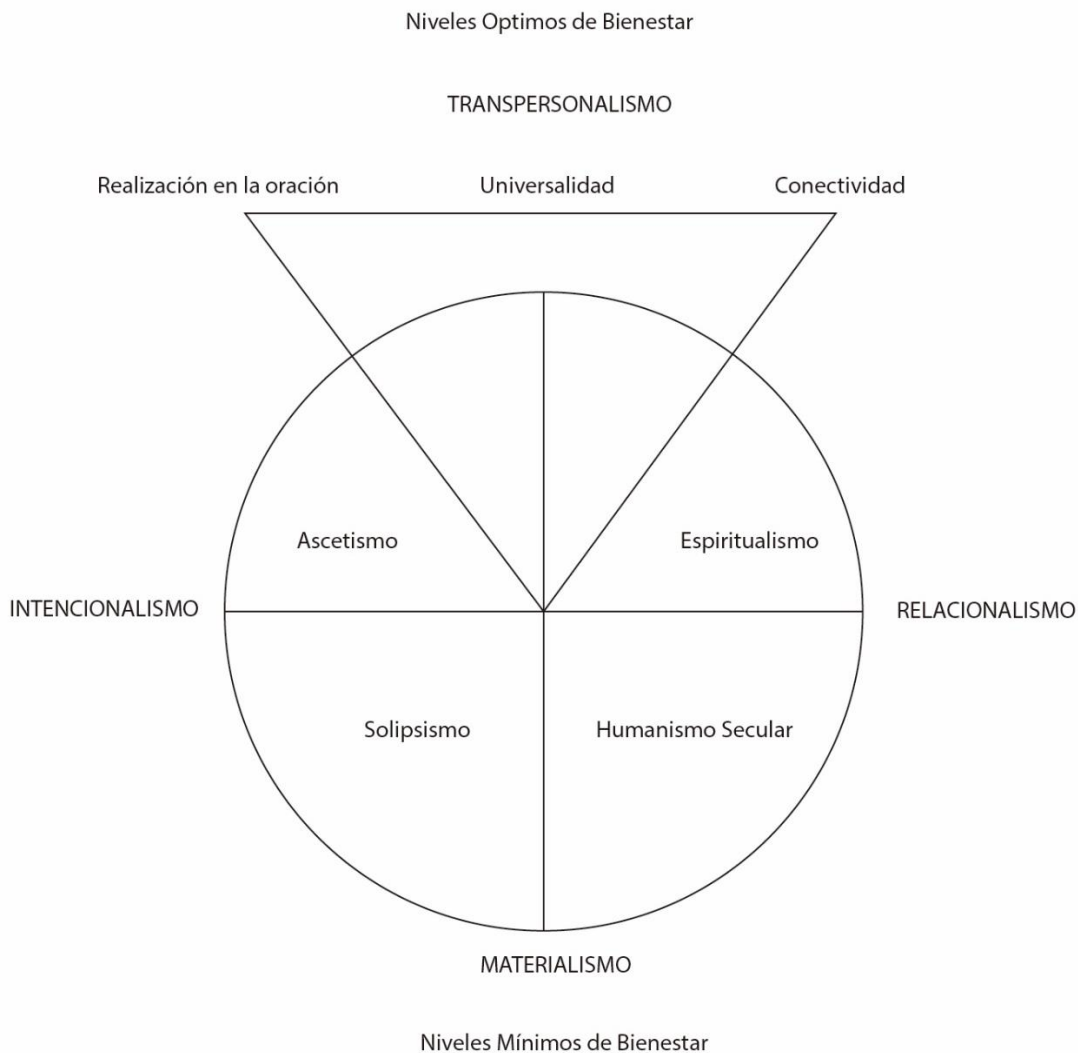 Niveles Optimos de Bienestar
TRANSPERSONALISMO
Realización en la oración
Universalidad
Conectividad
Ascetismo
Espiritualismo
INTENCIONALISMO
RELACIONALISMO
Solipsismo
Humanismo Secular
MATERIALISMO
Niveles Mínimos de Bienestar